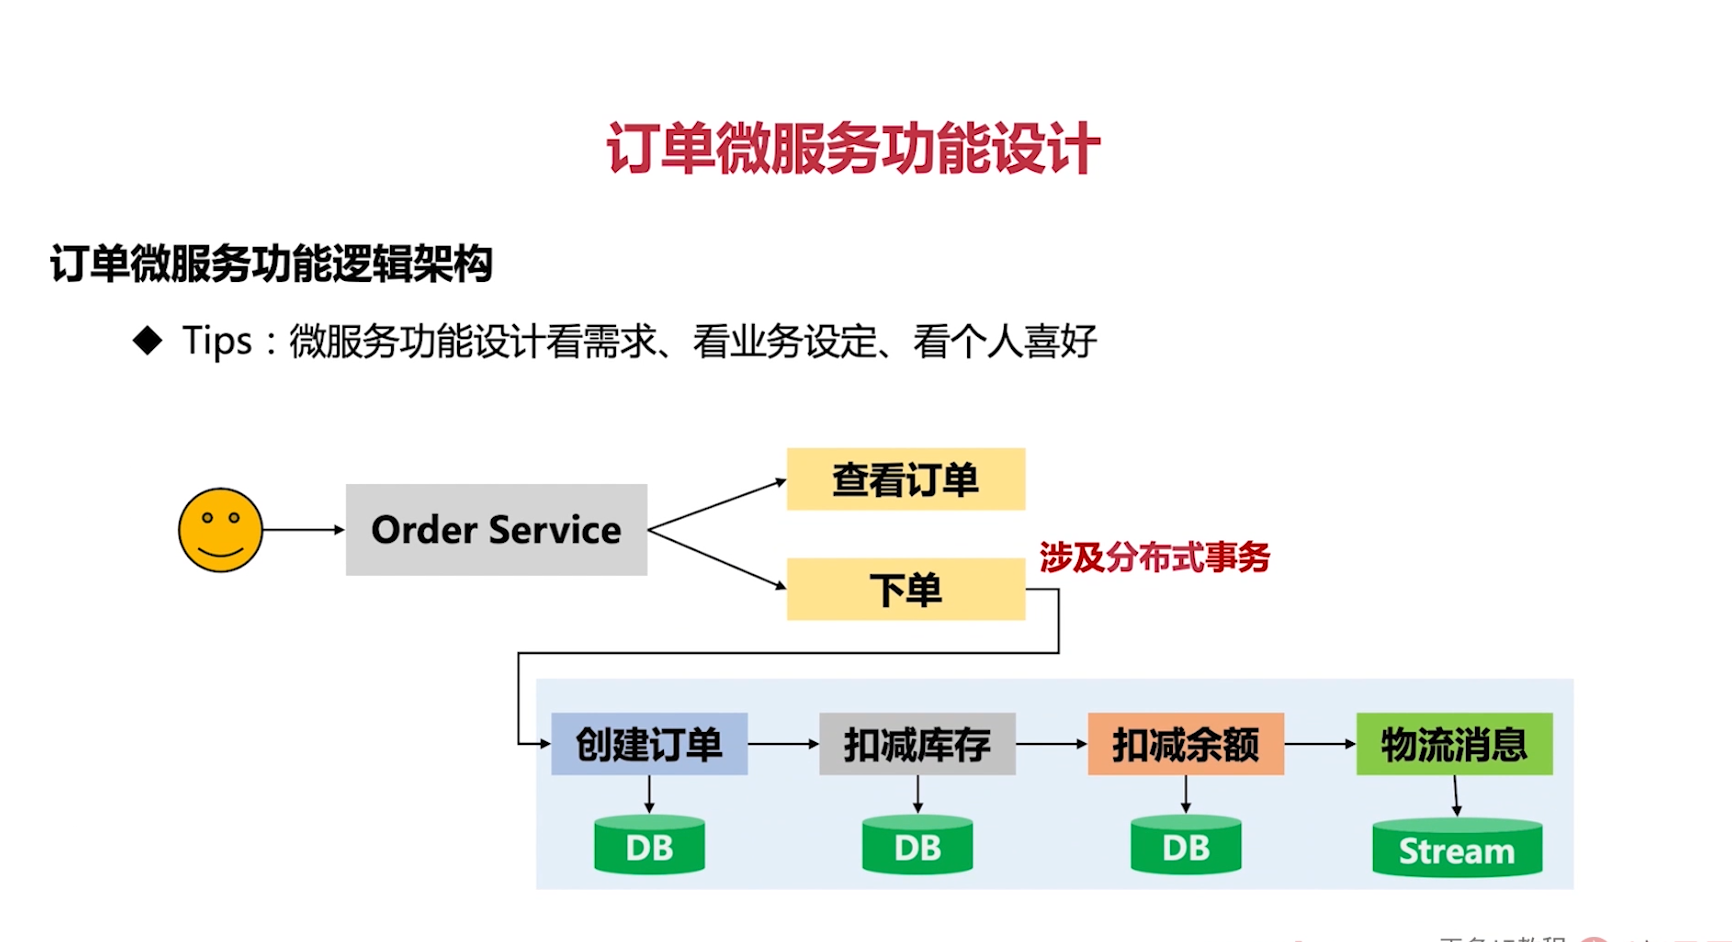 订单微服务功能设计
订单微服务功能逻辑架构
◆ Tips：微服务功能设计看需求、看业务设定、看个人喜好
查看订单
Order Service
涉及分布式事务
下单
创建订单
扣减库存
扣减余额
物流消息
DB
DB
DB
Stream